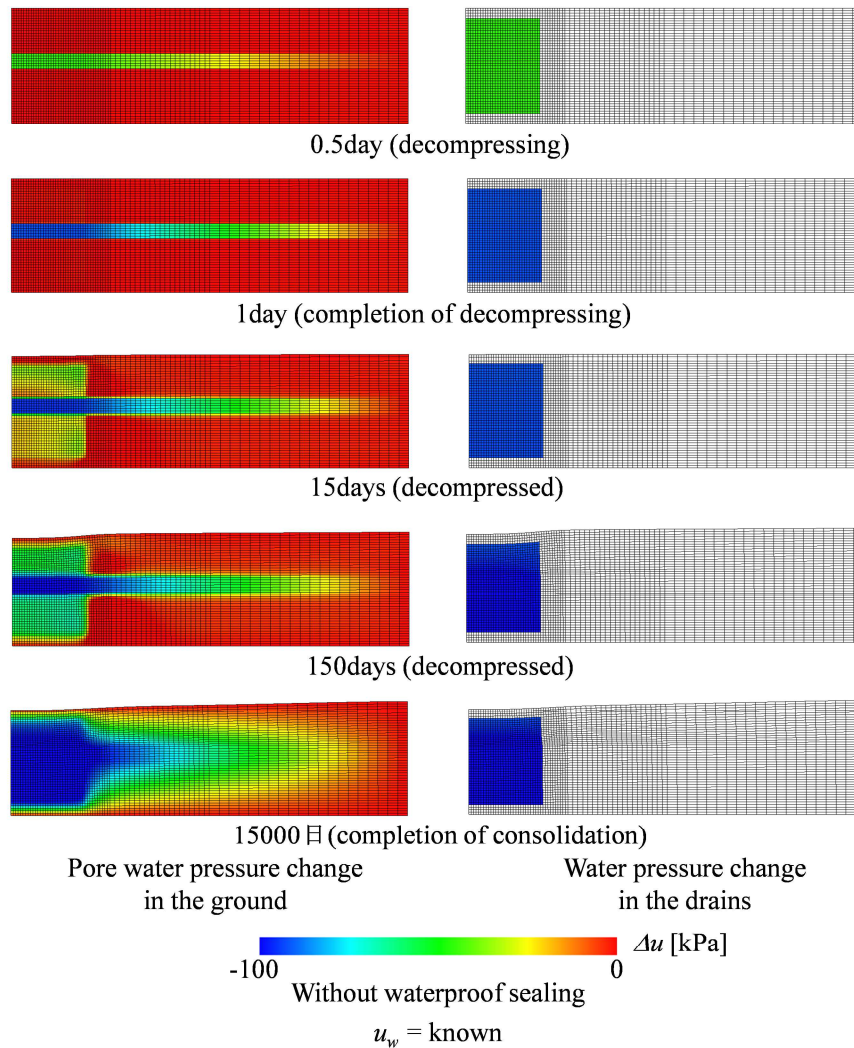 0.5day (decompressing)
1day (completion of decompressing)
15days (decompressed)
150days (decompressed)
15000日(completion of consolidation)
Pore water pressure change
in the ground
Water pressure change
in the drains
-100
0
Δu [kPa]
Without waterproof sealing
u_w = known